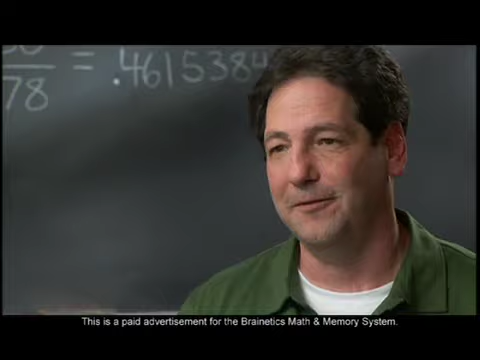 78 = .4615384
This is a paid advertisement for the Brainetics Math & Memory System.